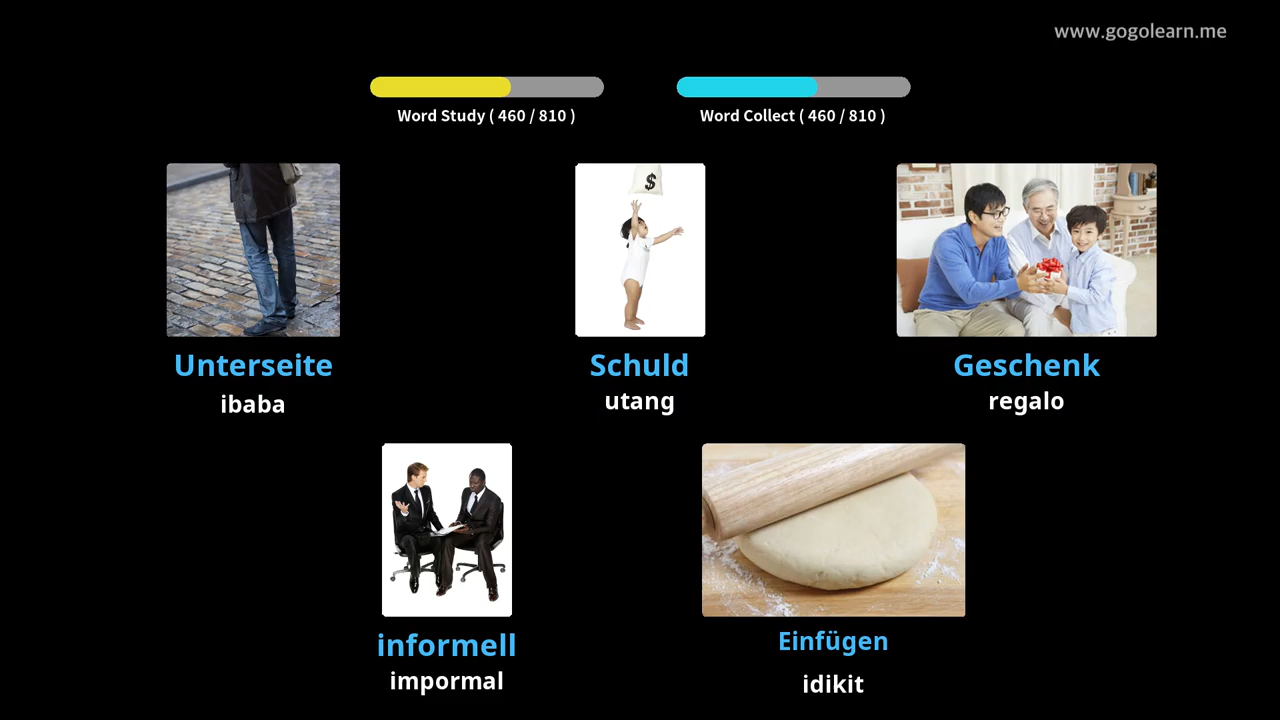 www.gogolearn.me
Word Study ( 460 / 810 )
Word Collect ( 460 / 810 )
$
Unterseite
ibaba
Schuld
utang
Geschenk
regalo
informell
impormal
Einfügen
idikit